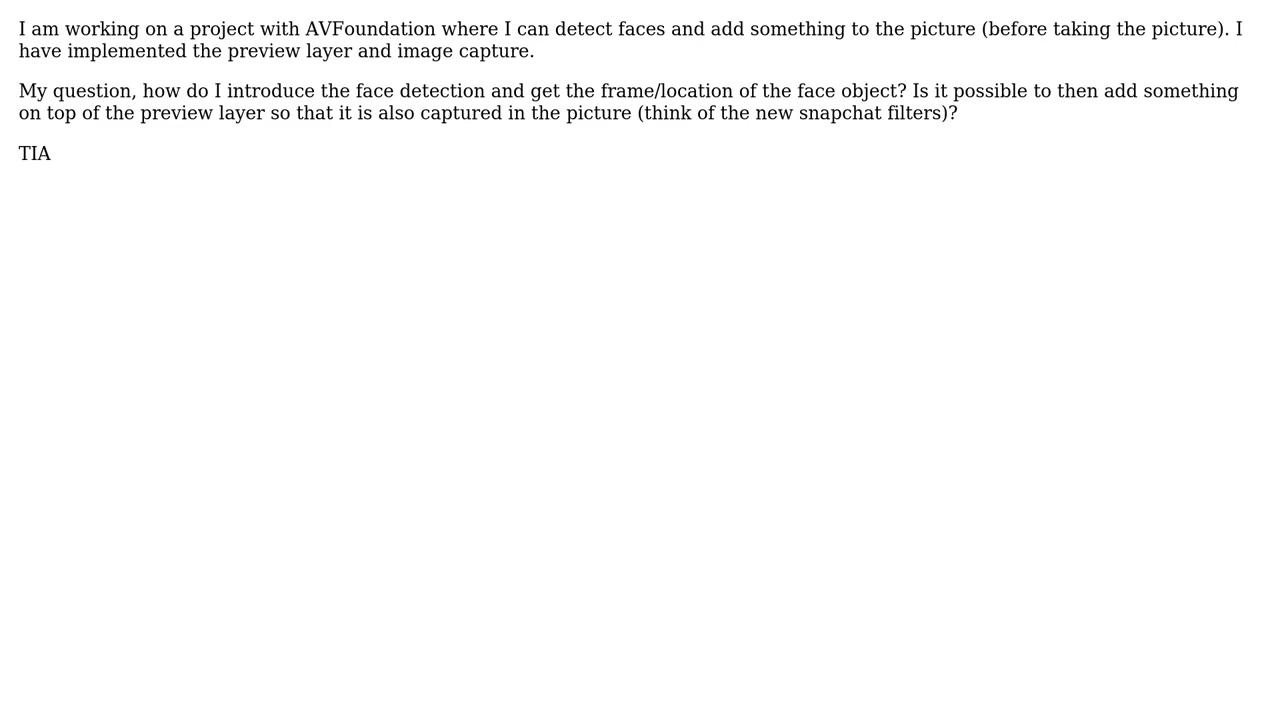 I am working on a project with AVFoundation where I can detect faces and add something to the picture (before taking the picture). I
have implemented the preview layer and image capture.
My question, how do I introduce the face detection and get the frame/location of the face object? Is it possible to then add something
on top of the preview layer so that it is also captured in the picture (think of the new snapchat filters)?
TIA